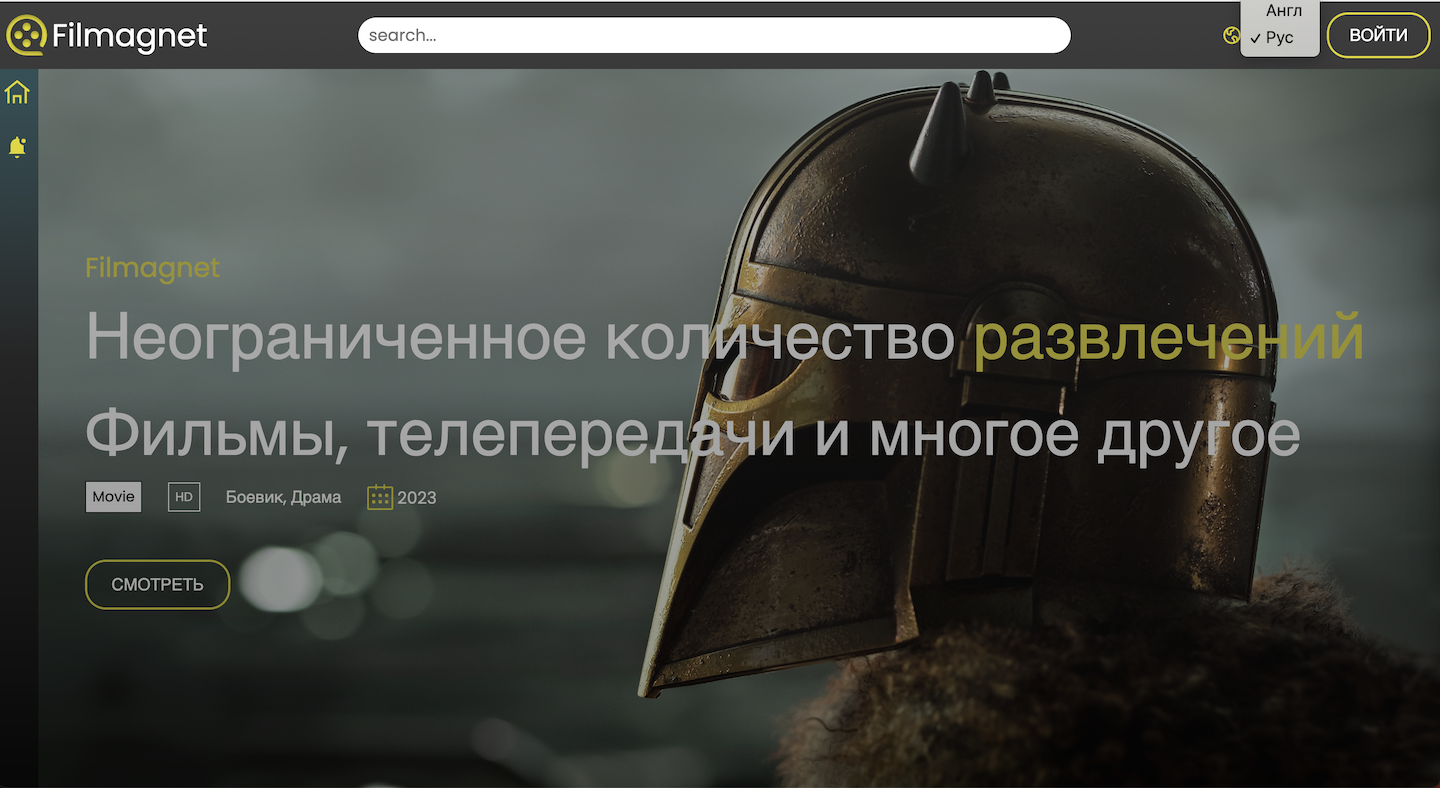 Filmagnet
search...
Англ
✓ Рус
ВОЙТИ
Filmagnet
Неограниченное количество развлечений
Фильмы, телепередачи и многое другое
Movie HD Боевик, Драма 2023
СМОТРЕТЬ